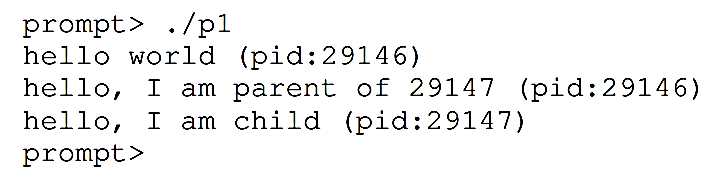 prompt> ./p1
hello world (pid:29146)
hello, I am parent of 29147 (pid:29146)
hello, I am child (pid:29147)
prompt>